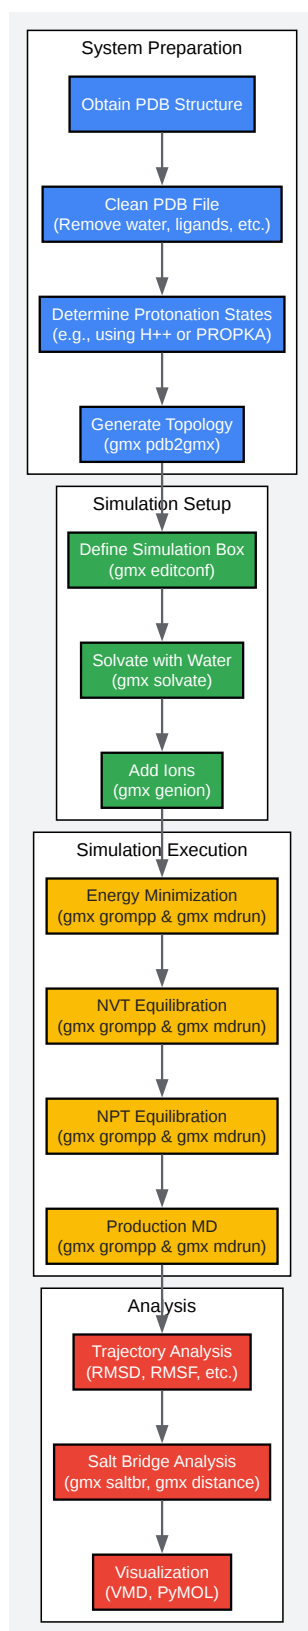 System Preparation
Obtain PDB Structure
Clean PDB File
(Remove water, ligands, etc.)
Determine Protonation States
(e.g., using H++ or PROPKA)
Generate Topology
(gmx pdb2gmx)
Simulation Setup
Define Simulation Box
(gmx editconf)
Solvate with Water
(gmx solvate)
Add Ions
(gmx genion)
Simulation Execution
Energy Minimization
(gmx grompp & gmx mdrun)
NVT Equilibration
(gmx grompp & gmx mdrun)
NPT Equilibration
(gmx grompp & gmx mdrun)
Production MD
(gmx grompp & gmx mdrun)
Analysis
Trajectory Analysis
(RMSD, RMSF, etc.)
Salt Bridge Analysis
(gmx saltbr, gmx distance)
Visualization
(VMD, PyMOL)